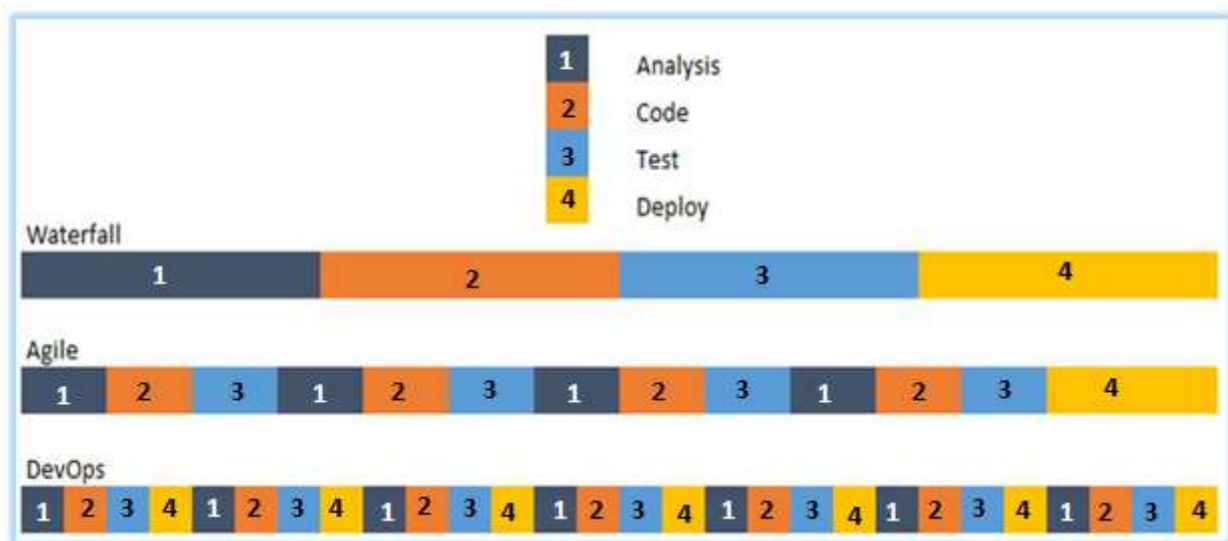 1 Analysis
2 Code
3 Test
4 Deploy
Waterfall
1 2 3 4
Agile
1 2 3 1 2 3 1 2 3 1 2 3 4
DevOps
1 2 3 4 1 2 3 4 1 2 3 4 1 2 3 4 1 2 3 4 1 2 3 4 1 2 3 4